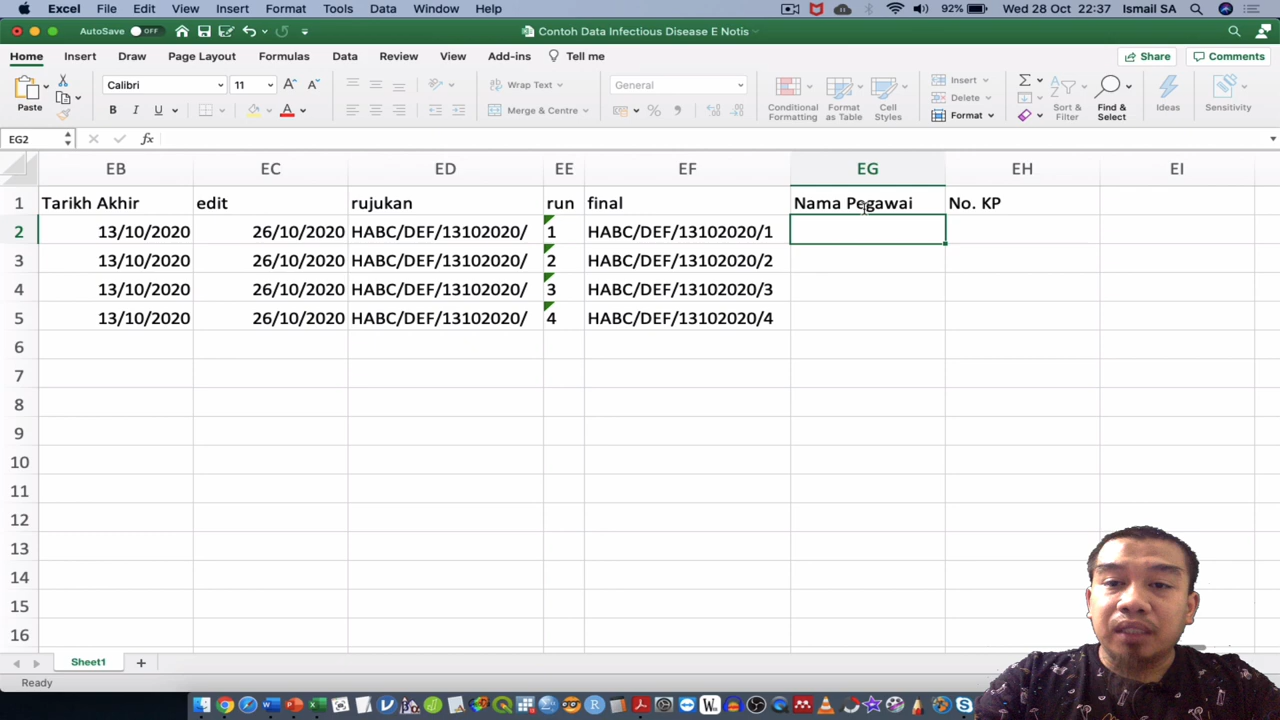 Excel File Edit View Insert Format Tools Data Window Help 92% Wed 28 Oct 22:37 Ismail SA
AutoSave OFF Contoh Data Infectious Disease E Notis
Home Insert Draw Page Layout Formulas Data Review View Add-ins Tell me Share Comments
Paste Calibri 11 Wrap Text General Conditional Formatting Format as Table Cell Styles Insert Sort & Filter Find & Select Ideas Sensitivity
B I U A Merge & Centre Delete
Format
EG2 fx
EB EC ED EE EF EG EH EI
1 Tarikh Akhir edit rujukan run final Nama Pegawai No. KP
2 13/10/2020 26/10/2020 HABC/DEF/13102020/ 1 HABC/DEF/13102020/1
3 13/10/2020 26/10/2020 HABC/DEF/13102020/ 2 HABC/DEF/13102020/2
4 13/10/2020 26/10/2020 HABC/DEF/13102020/ 3 HABC/DEF/13102020/3
5 13/10/2020 26/10/2020 HABC/DEF/13102020/ 4 HABC/DEF/13102020/4
6
7
8
9
10
11
12
13
14
15
16
Sheet1
Ready